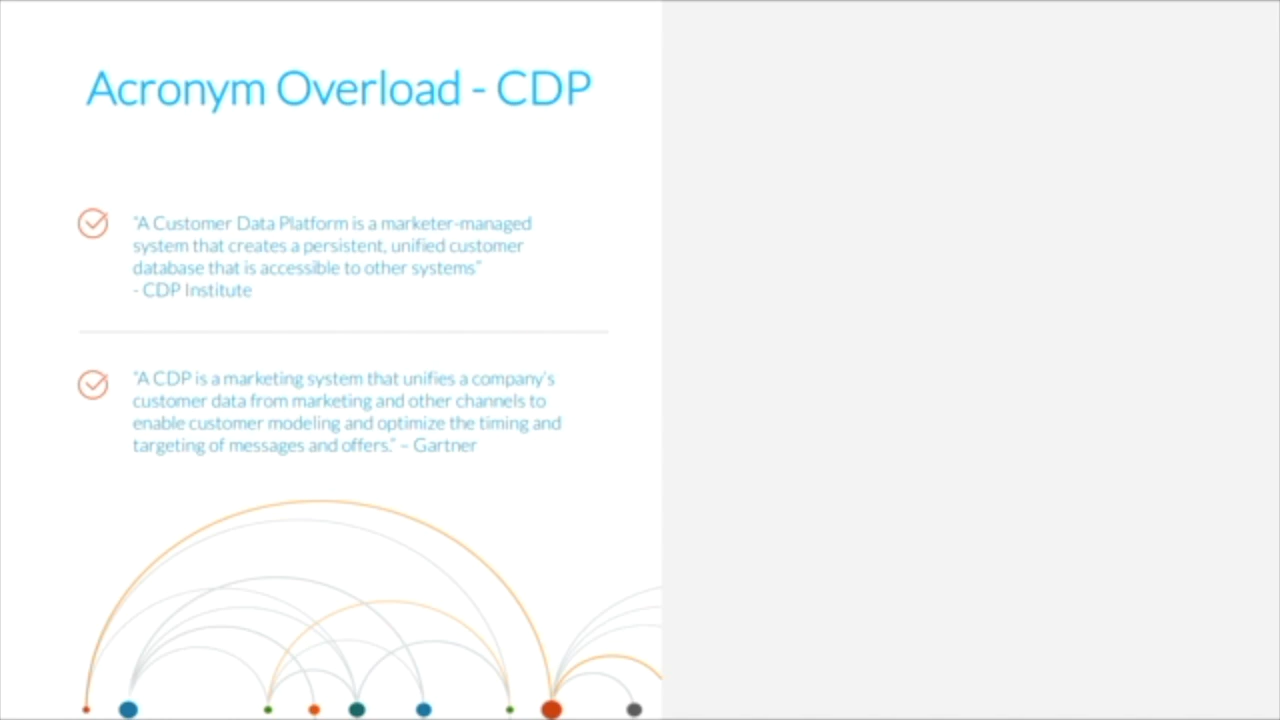 Acronym Overload - CDP
"A Customer Data Platform is a marketer-managed
system that creates a persistent, unified customer
database that is accessible to other systems"
- CDP Institute
"A CDP is a marketing system that unifies a company's
customer data from marketing and other channels to
enable customer modeling and optimize the timing and
targeting of messages and offers." – Gartner